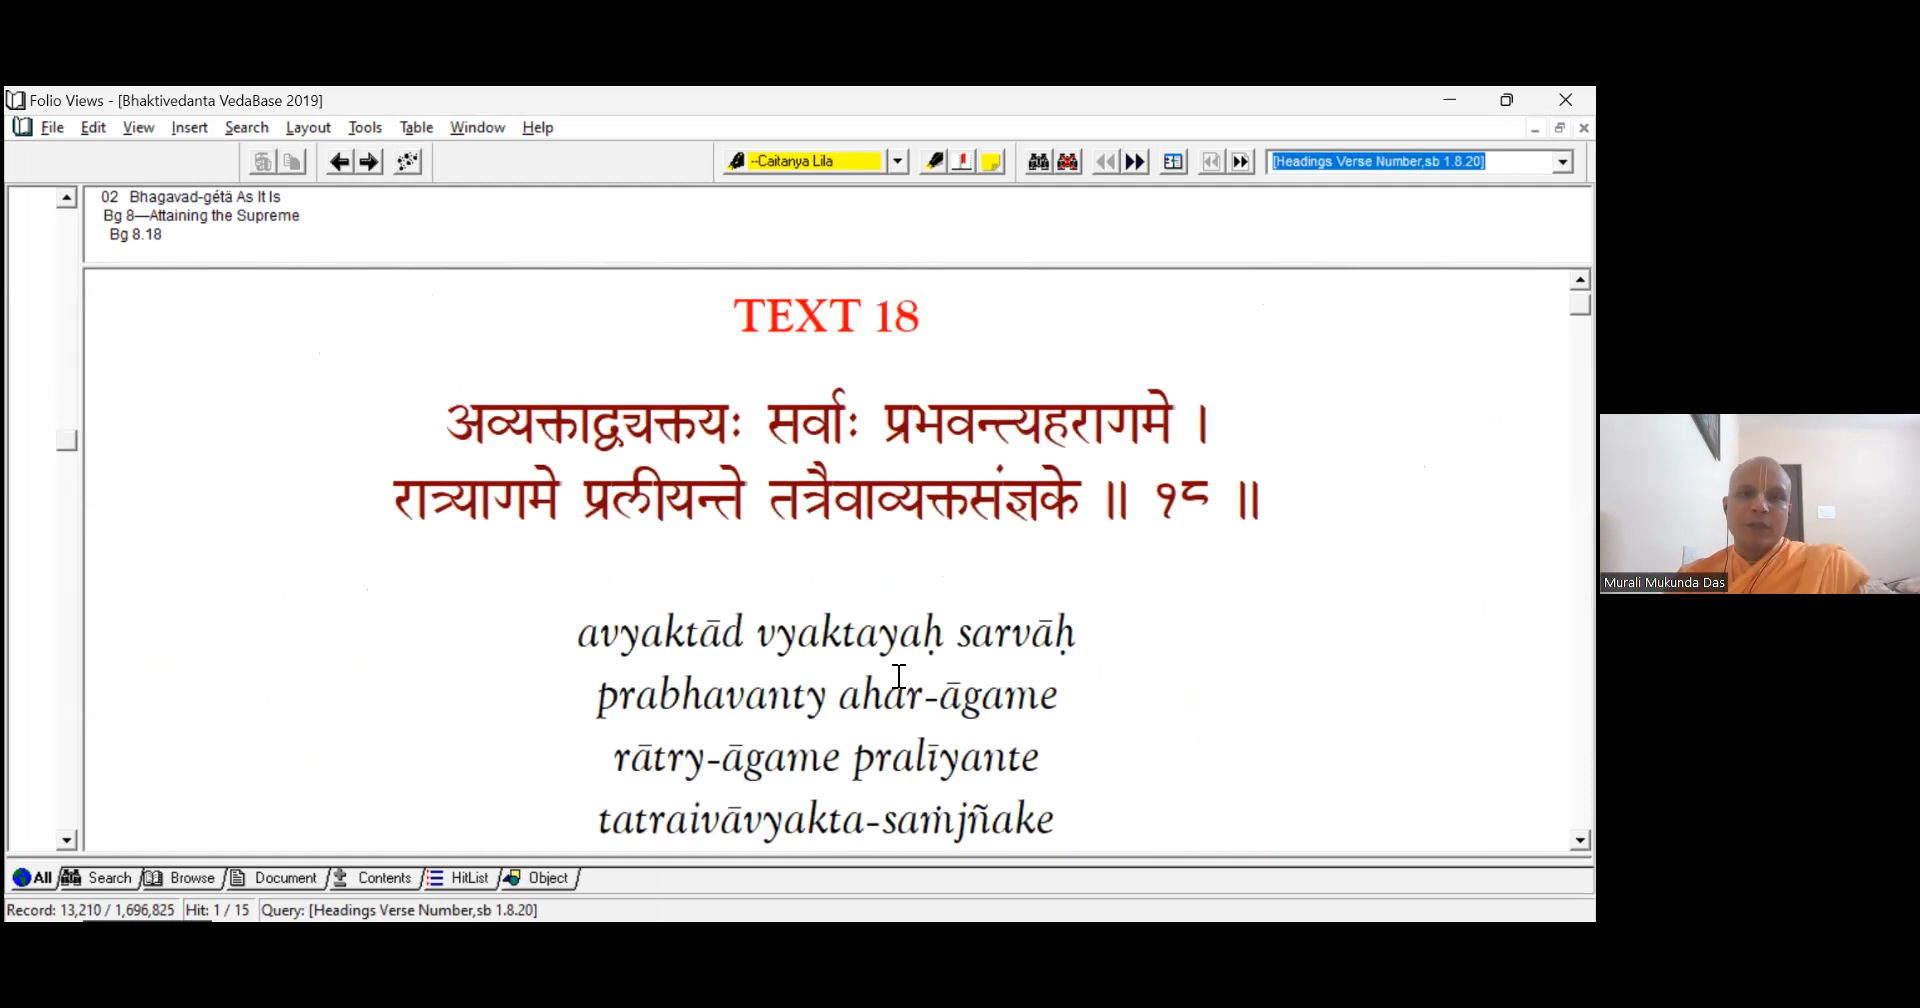 Folio Views - [Bhaktivedanta VedaBase 2019]
File Edit View Insert Search Layout Tools Table Window Help
--Caitanya Lila
[Headings Verse Number,sb 1.8.20]
02 Bhagavad-gétä As It Is
Bg 8—Attaining the Supreme
Bg 8.18
TEXT 18
अव्यक्ताद्व्यक्तयः सर्वाः प्रभवन्त्यहरागमे ।
रात्र्यागमे प्रलीयन्ते तत्रैवाव्यक्तसंज्ञके ॥ १८ ॥
avyaktād vyaktayaḥ sarvāḥ
prabhavanty ahar-āgame
rātry-āgame pralīyante
tatraivāvyakta-saṁjñake
Murali Mukunda Das
All Search Browse Document Contents HitList Object
Record: 13,210 / 1,696,825 Hit: 1 / 15 Query: [Headings Verse Number,sb 1.8.20]